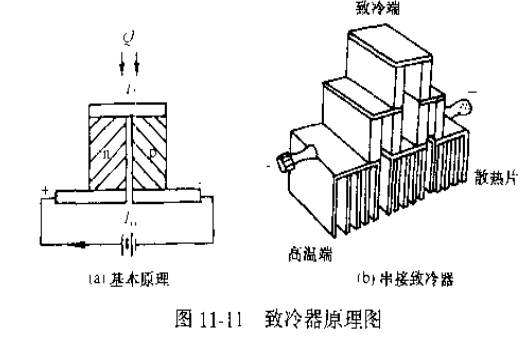 致冷端
Q
n
p
+
散热片
高温端
(a)基本原理
(b)串接致冷器
图 11-11 致冷器原理图